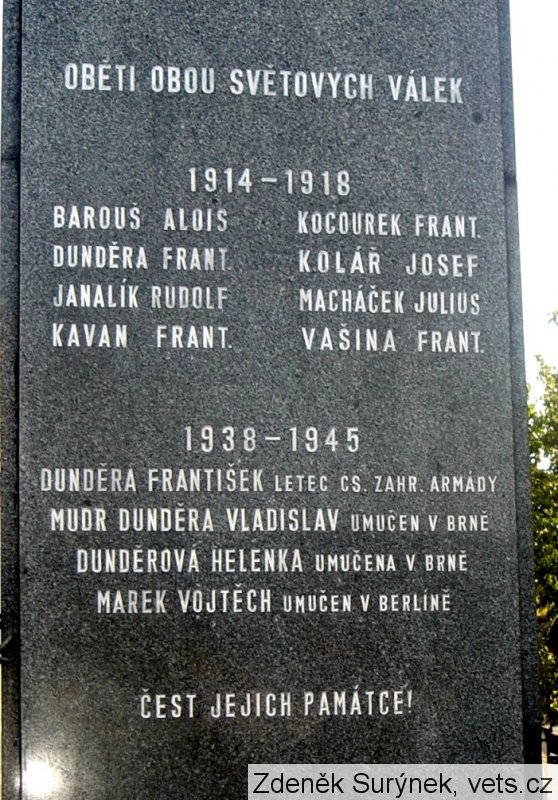 OBĚTI OBOU SVĚTOVÝCH VÁLEK
1914–1918
BAROUŠ ALOIS KOCOUREK FRANT.
DUNDĚRA FRANT. KOLÁŘ JOSEF
JANALÍK RUDOLF MACHÁČEK JULIUS
KAVAN FRANT. VAŠINA FRANT.
1938–1945
DUNDĚRA FRANTIŠEK LETEC ČS. ZAHR. ARMÁDY
MUDR DUNDĚRA VLADISLAV UMUČEN V BRNĚ
DUNDĚROVÁ HELENKA UMUČENA V BRNĚ
MAREK VOJTĚCH UMUČEN V BERLÍNĚ
ČEST JEJICH PAMÁTCE!
Zdeněk Surýnek, vets.cz